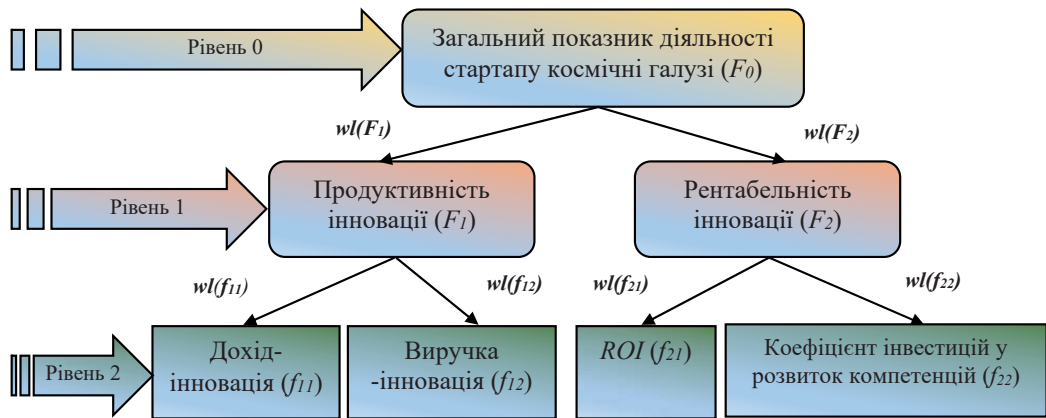 Рівень 0
Загальний показник діяльності
стартапу космічні галузі (F0)
wl(F1)
wl(F2)
Рівень 1
Продуктивність
інновації (F1)
Рентабельність
інновації (F2)
wl(f11)
wl(f12)
wl(f21)
wl(f22)
Рівень 2
Дохід-
інновація (f11)
Виручка
-інновація (f12)
ROI (f21)
Коефіцієнт інвестицій у
розвиток компетенцій (f22)